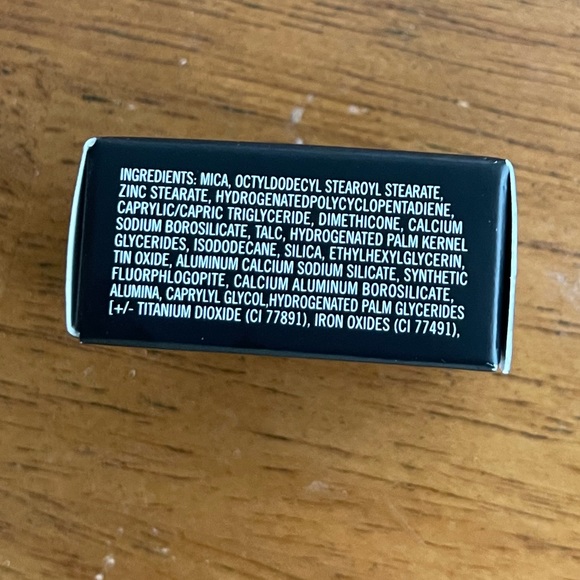 INGREDIENTS: MICA, OCTYLDODECYL STEAROYL STEARATE,
ZINC STEARATE, HYDROGENATEDPOLYCYCLOPENTADIENE,
CAPRYLIC/CAPRIC TRIGLYCERIDE, DIMETHICONE, CALCIUM
SODIUM BOROSILICATE, TALC, HYDROGENATED PALM KERNEL
GLYCERIDES, ISODODECANE, SILICA, ETHYLHEXYLGLYCERIN,
TIN OXIDE, ALUMINUM CALCIUM SODIUM SILICATE, SYNTHETIC
FLUORPHLOGOPITE, CALCIUM ALUMINUM BOROSILICATE,
ALUMINA, CAPRYLYL GLYCOL,HYDROGENATED PALM GLYCERIDES
[+/- TITANIUM DIOXIDE (CI 77891), IRON OXIDES (CI 77491),